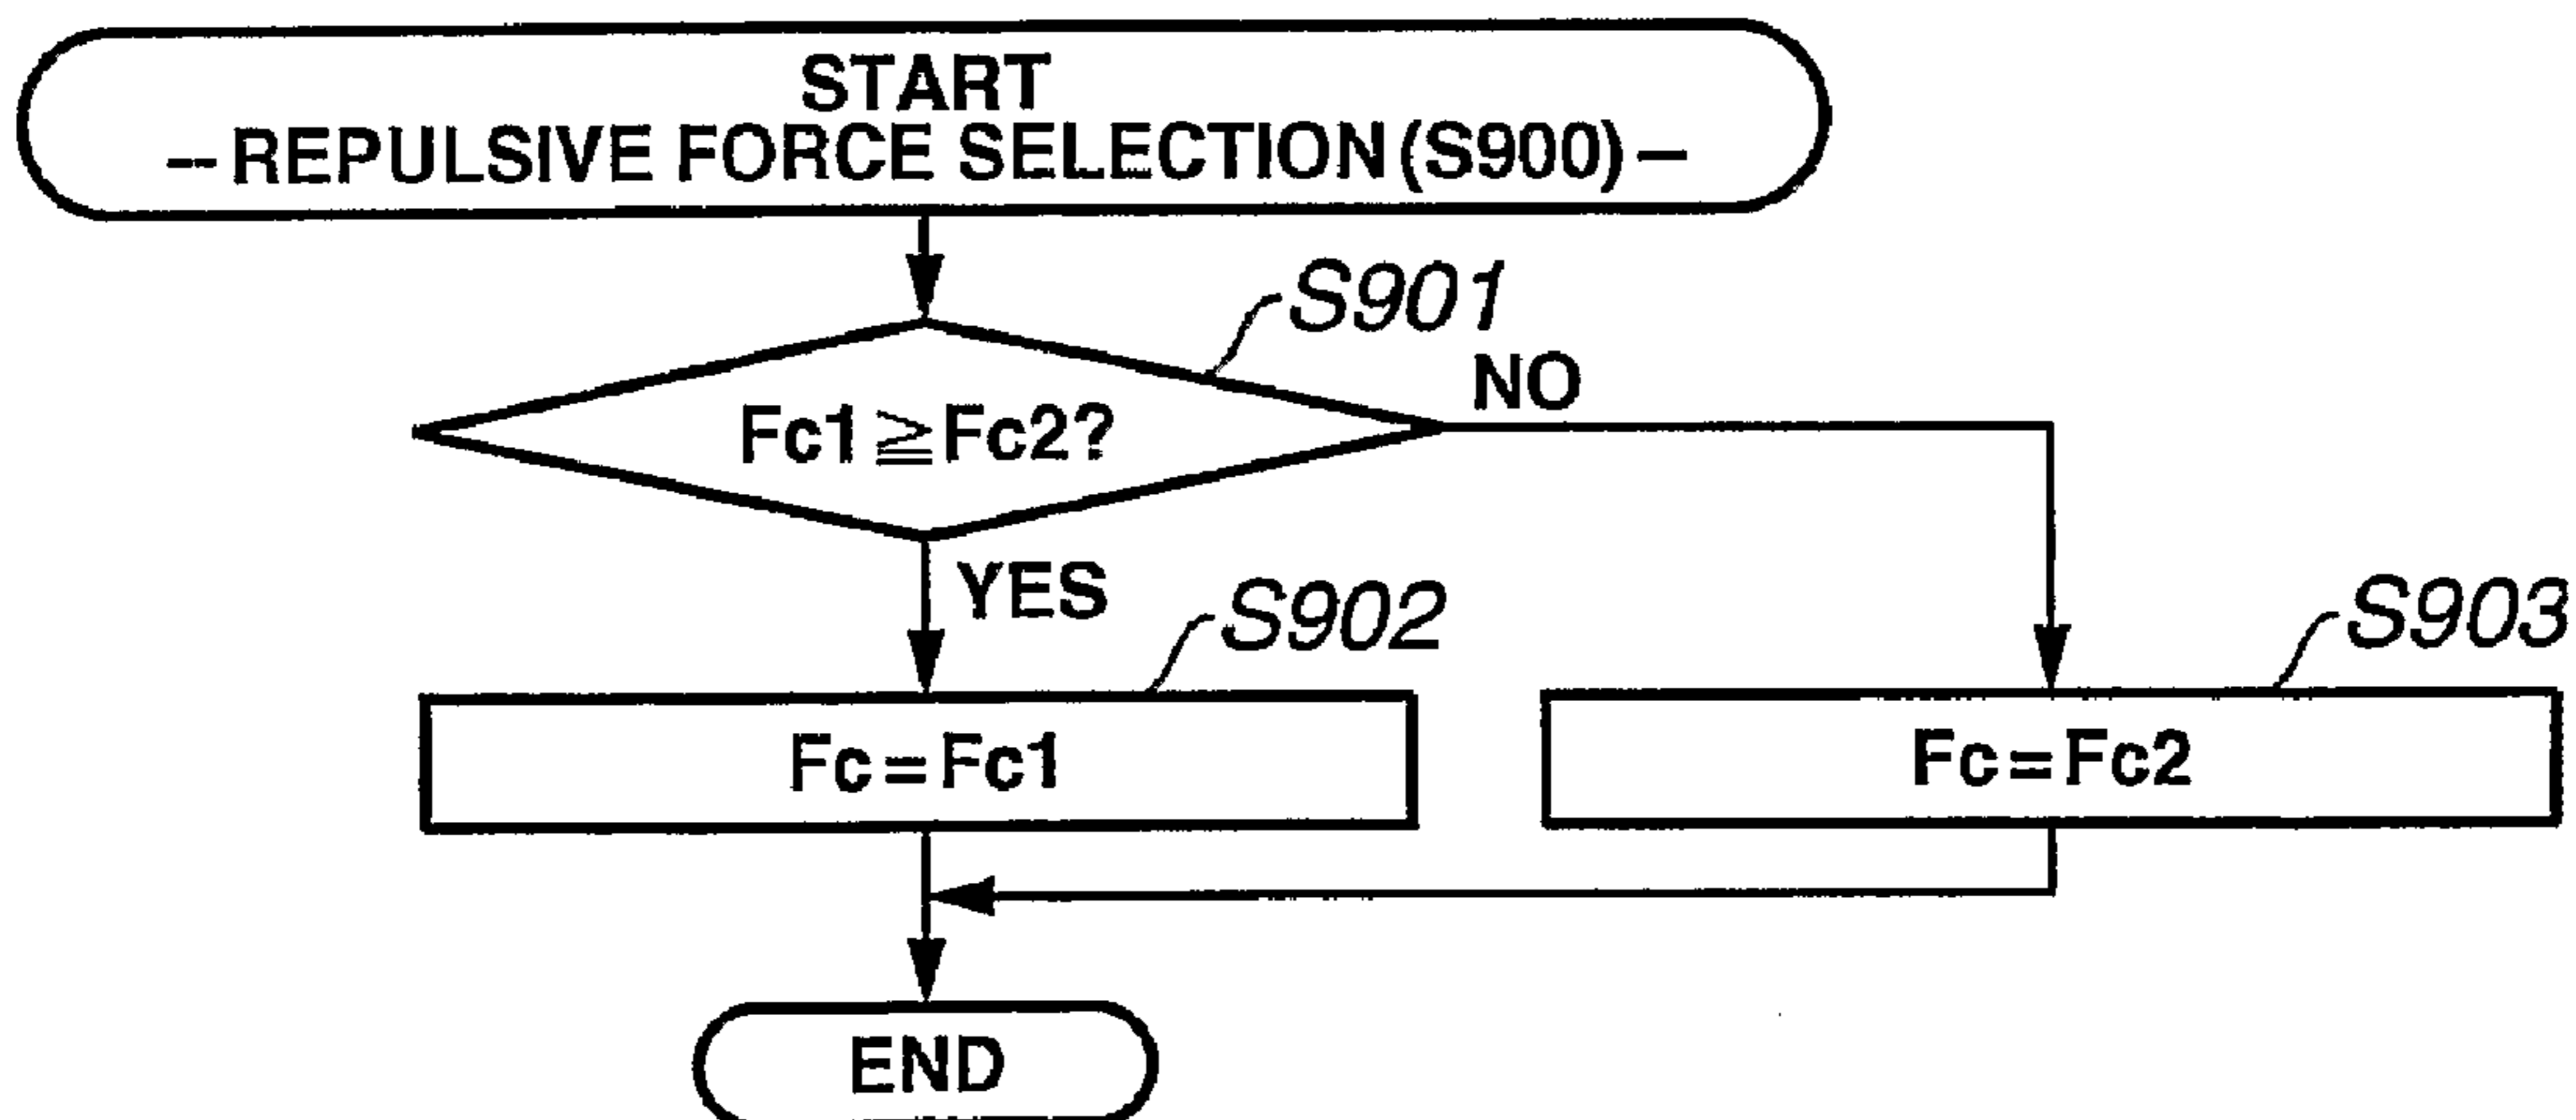 START
--REPULSIVE FORCE SELECTION(S900)–
S901
NO
Fc1≧Fc2?
YES
S902
S903
Fc=Fc1
Fc=Fc2
END